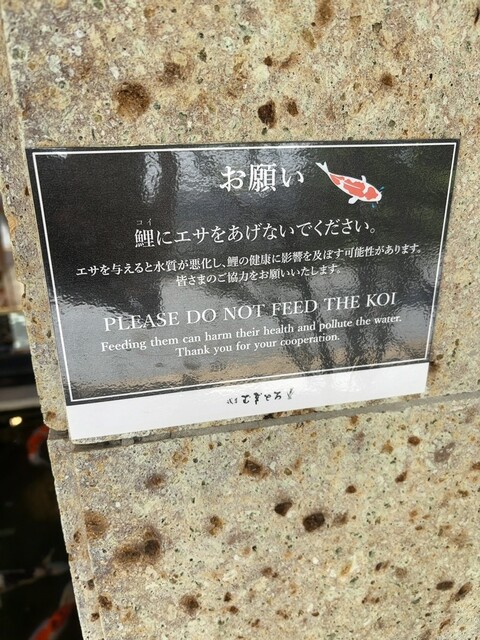 お願い
コイ
鯉にエサをあげないでください。
エサを与えると水質が悪化し、鯉の健康に影響を及ぼす可能性があります。
皆さまのご協力をお願いいたします。
PLEASE DO NOT FEED THE KOI
Feeding them can harm their health and pollute the water.
Thank you for your cooperation.